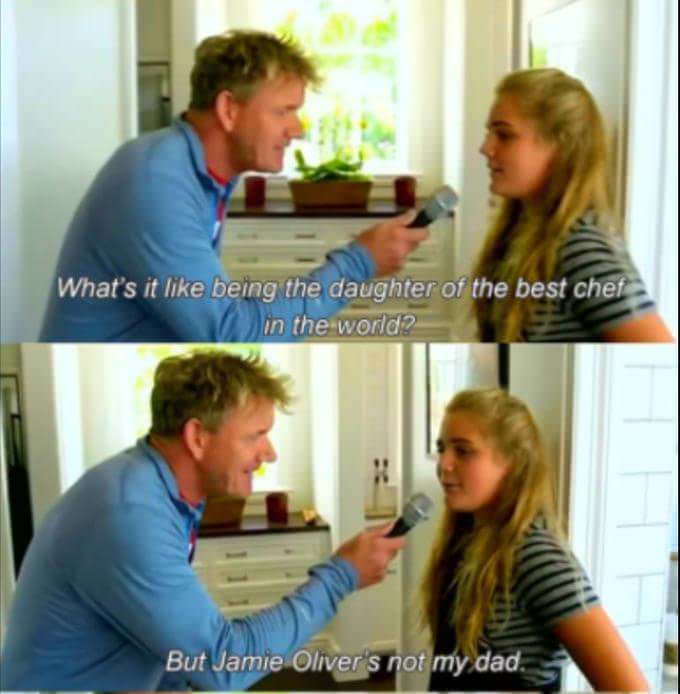 What's it like being the daughter of the best chef
in the world?
But Jamie Oliver's not my dad.